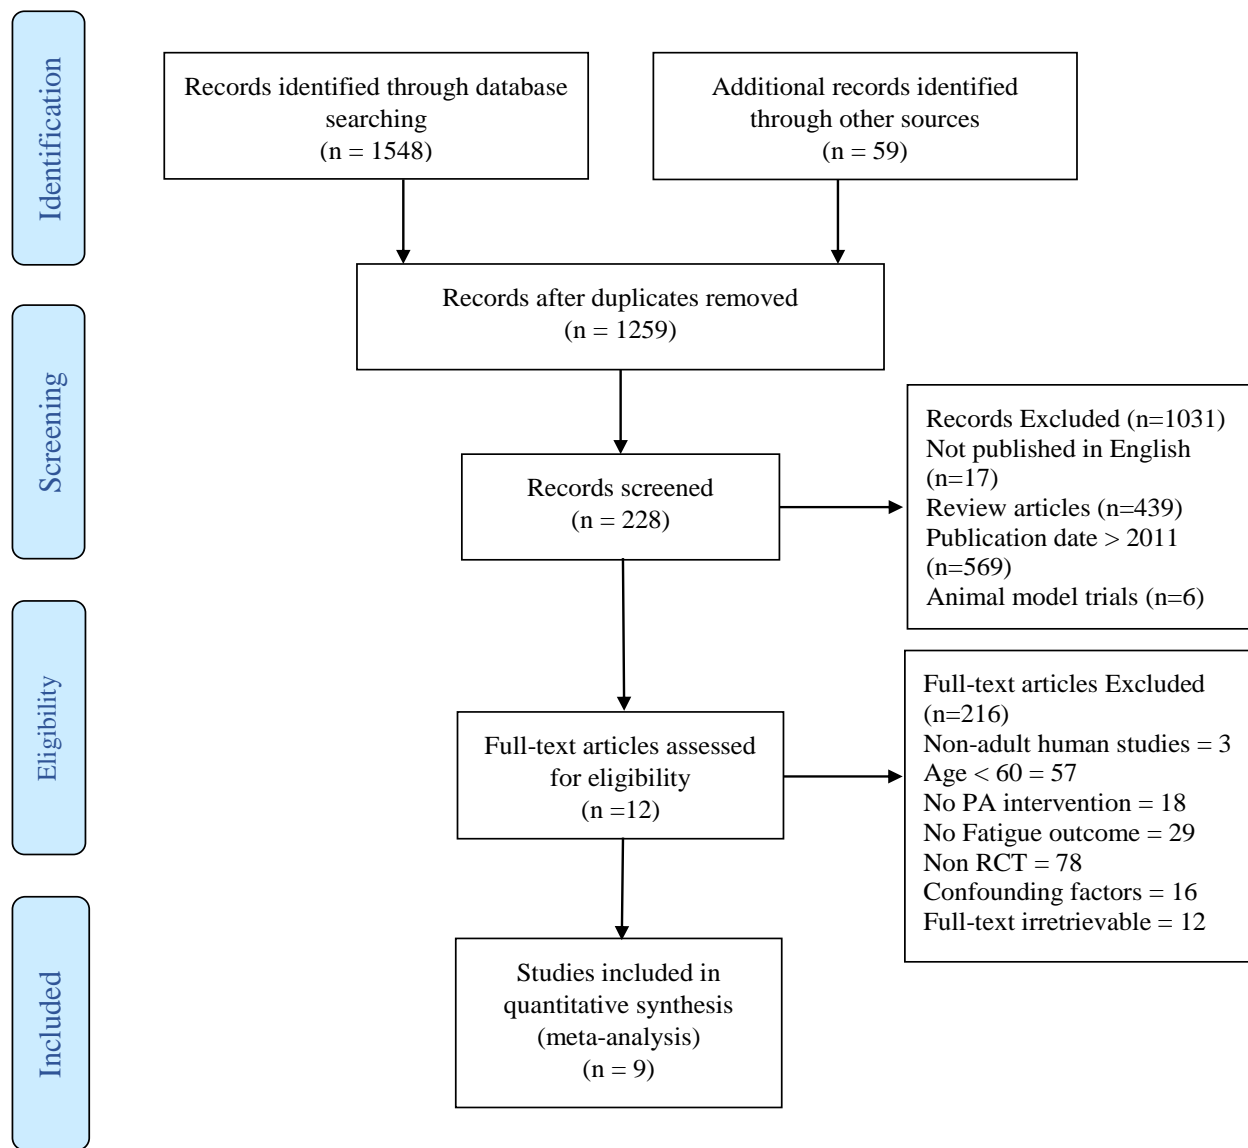 Identification
Records identified through database
searching
(n = 1548)
Additional records identified
through other sources
(n = 59)
Records after duplicates removed
(n = 1259)
Screening
Records screened
(n = 228)
Records Excluded (n=1031)
Not published in English
(n=17)
Review articles (n=439)
Publication date > 2011
(n=569)
Animal model trials (n=6)
Eligibility
Full-text articles assessed
for eligibility
(n =12)
Full-text articles Excluded
(n=216)
Non-adult human studies = 3
Age < 60 = 57
No PA intervention = 18
No Fatigue outcome = 29
Non RCT = 78
Confounding factors = 16
Full-text irretrievable = 12
Included
Studies included in
quantitative synthesis
(meta-analysis)
(n = 9)